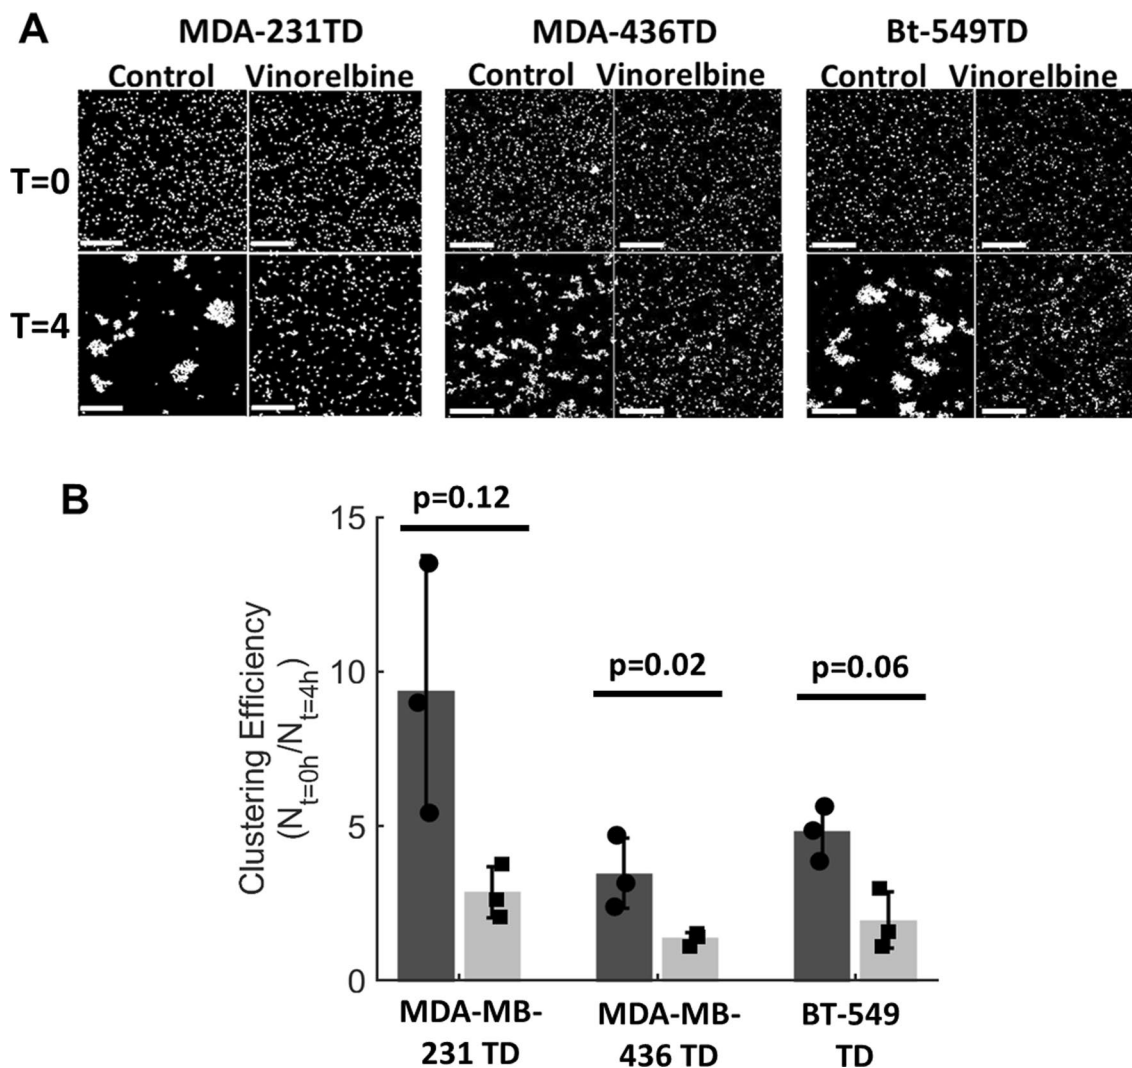 A
MDA-231TD MDA-436TD Bt-549TD
Control Vinorelbine Control Vinorelbine Control Vinorelbine
T=0
T=4
B
p=0.12
p=0.02
p=0.06
15
10
5
0
Clustering Efficiency
(N_{t=0h}/N_{t=4h})
MDA-MB-
231 TD
MDA-MB-
436 TD
BT-549
TD